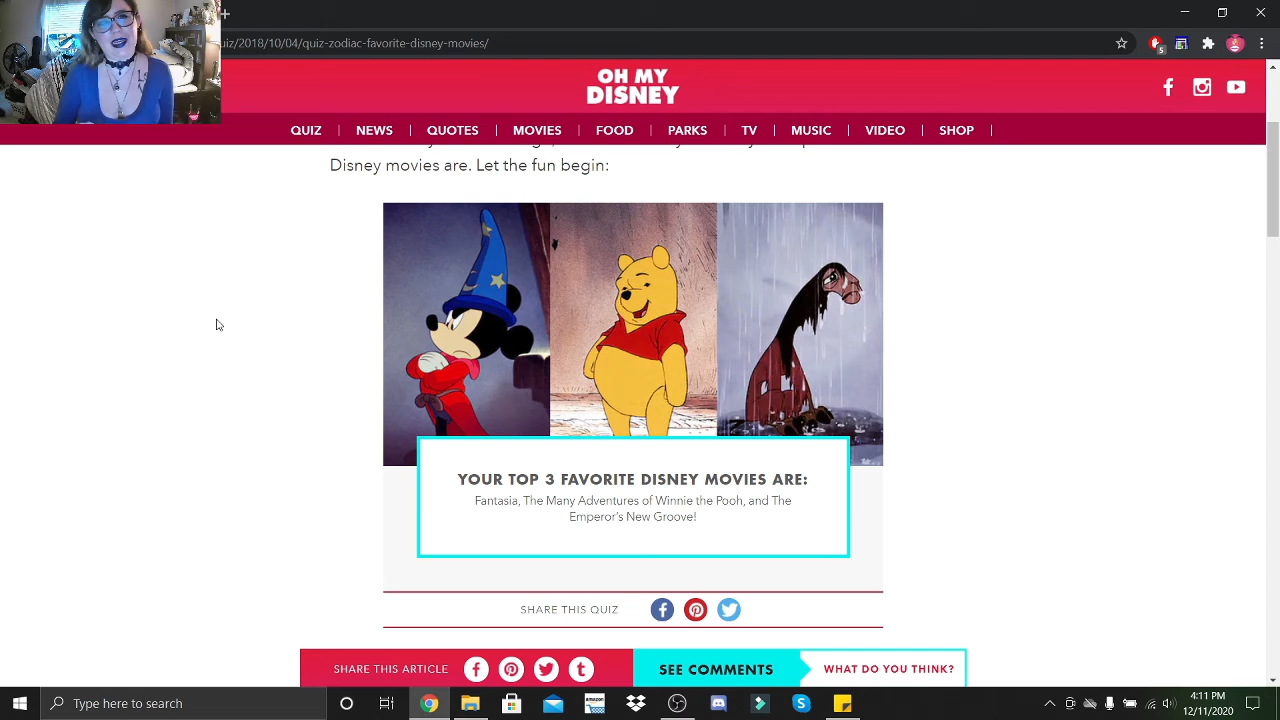 iz/2018/10/04/quiz-zodiac-favorite-disney-movies/
5
OH MY
DISNEY
QUIZ
NEWS
QUOTES
MOVIES
FOOD
PARKS
TV
MUSIC
VIDEO
SHOP
Disney movies are. Let the fun begin:
YOUR TOP 3 FAVORITE DISNEY MOVIES ARE:
Fantasia, The Many Adventures of Winnie the Pooh, and The
Emperor's New Groove!
SHARE THIS QUIZ
SHARE THIS ARTICLE
SEE COMMENTS
WHAT DO YOU THINK?
Type here to search
amazon
4:11 PM
12/11/2020